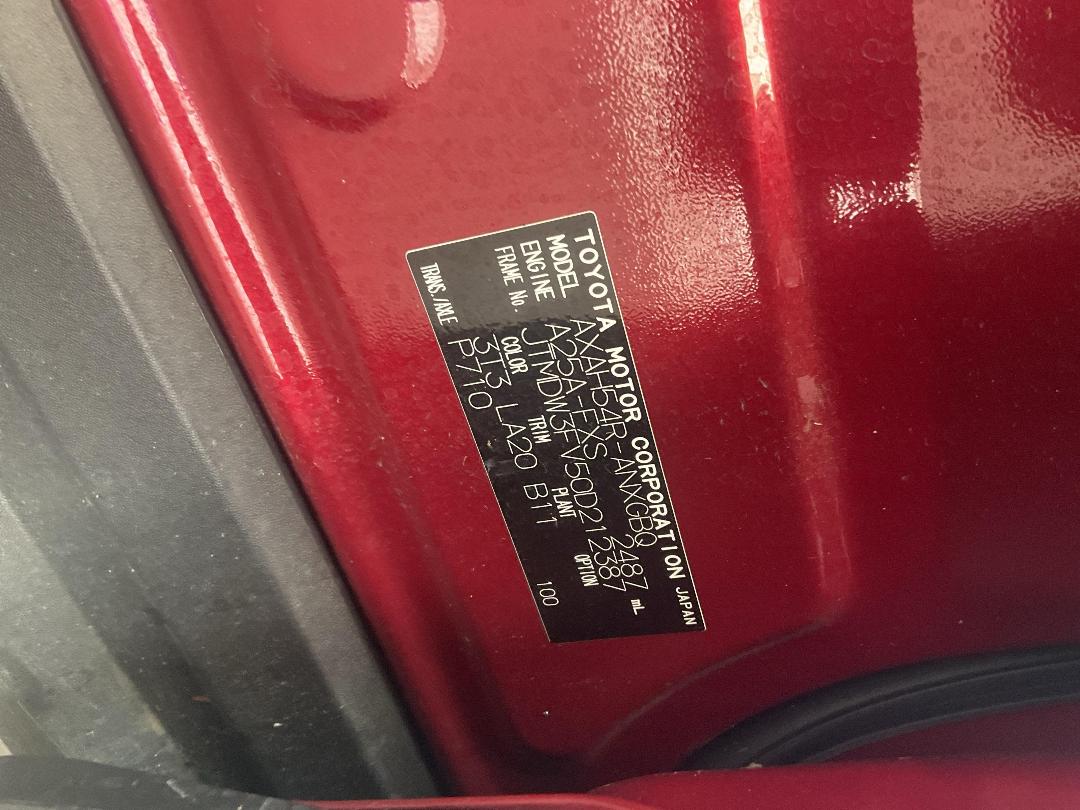 TOYOTA MOTOR CORPORATION JAPAN
MODEL AXAH54R-ANXGBQ
ENGINE A25A-FXS 2487 mL
FRAME No. JTMDW3FV50D212387
COLOR TRIM PLANT OPTION
3T3 LA20 B11
TRANS./AXLE P710 100